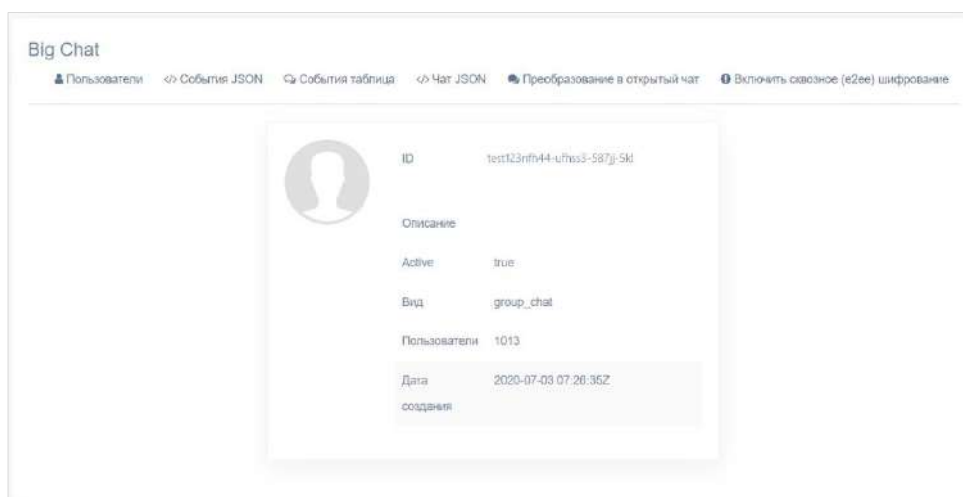 Big Chat
Пользователи </> События JSON События таблица </> Чат JSON Преобразование в открытый чат Включить сквозное (e2ee) шифрование
ID test123nfh44-ufhss3-587jj-5kl
Описание
Active true
Вид group_chat
Пользователи 1013
Дата 2020-07-03 07:26:35Z
создания